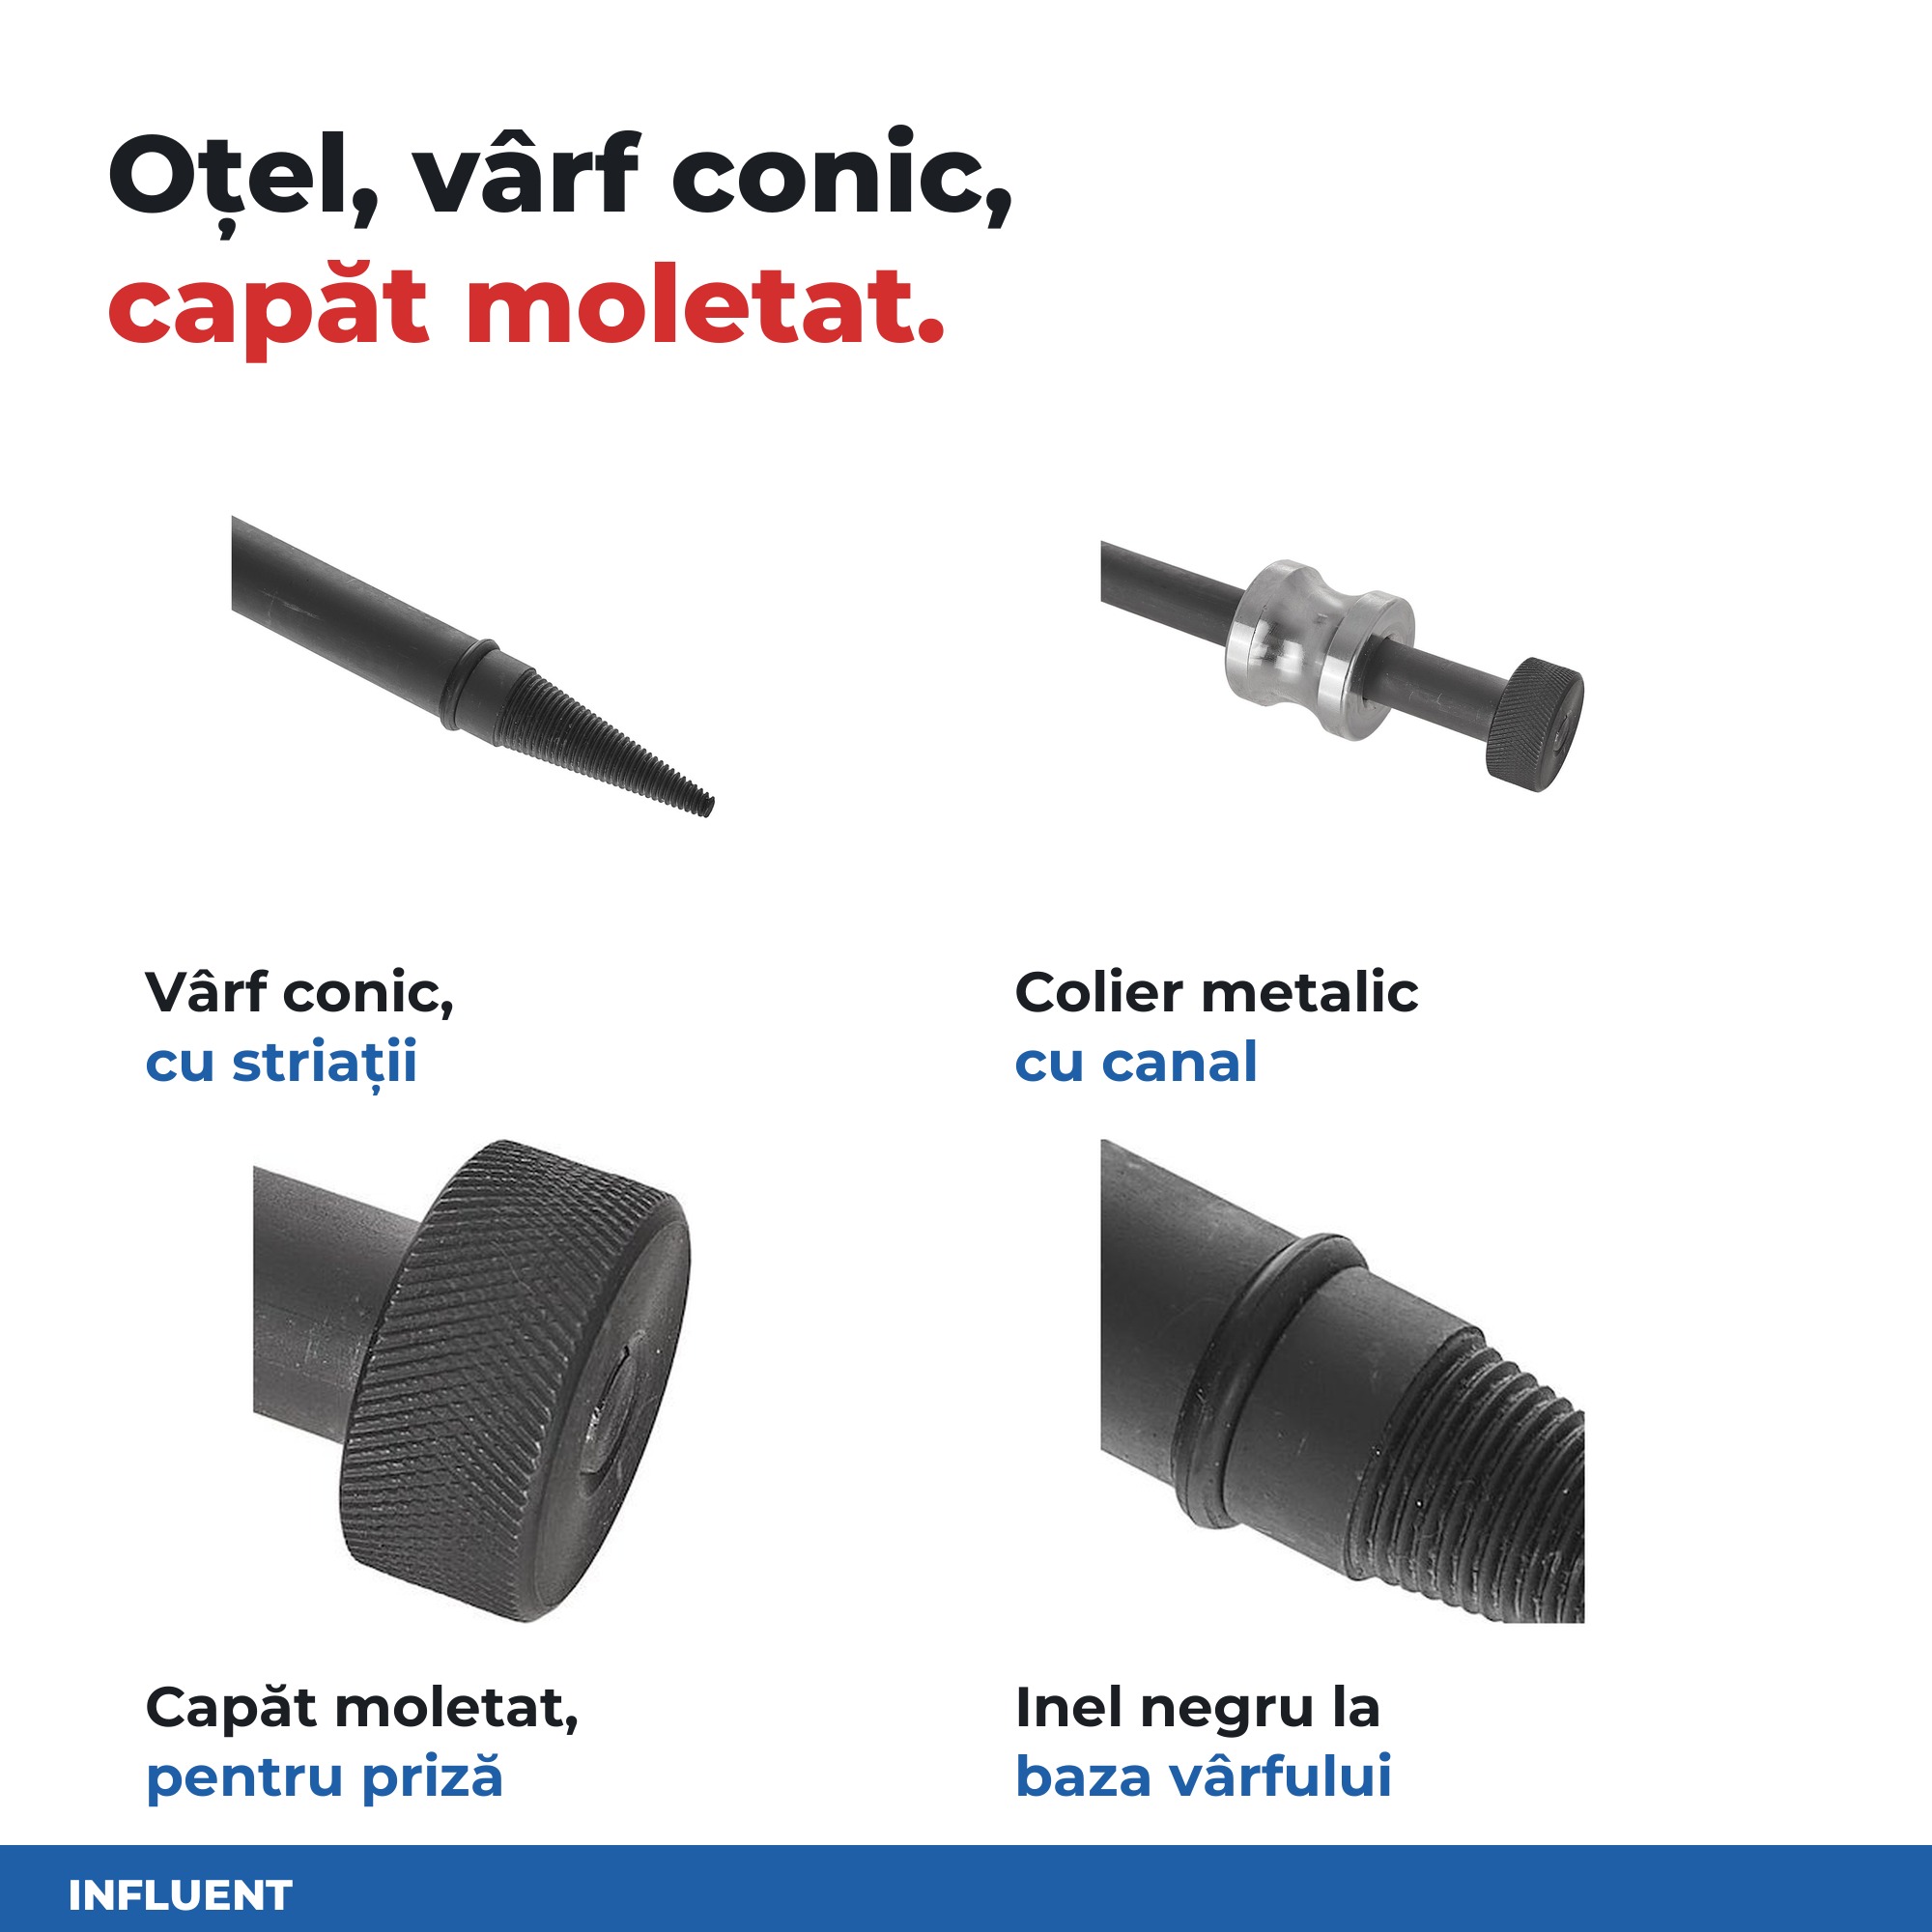 Oțel, vârf conic,
capăt moletat.
Vârf conic,
cu striații
Colier metalic
cu canal
Capăt moletat,
pentru priză
Inel negru la
baza vârfului
INFLUENT